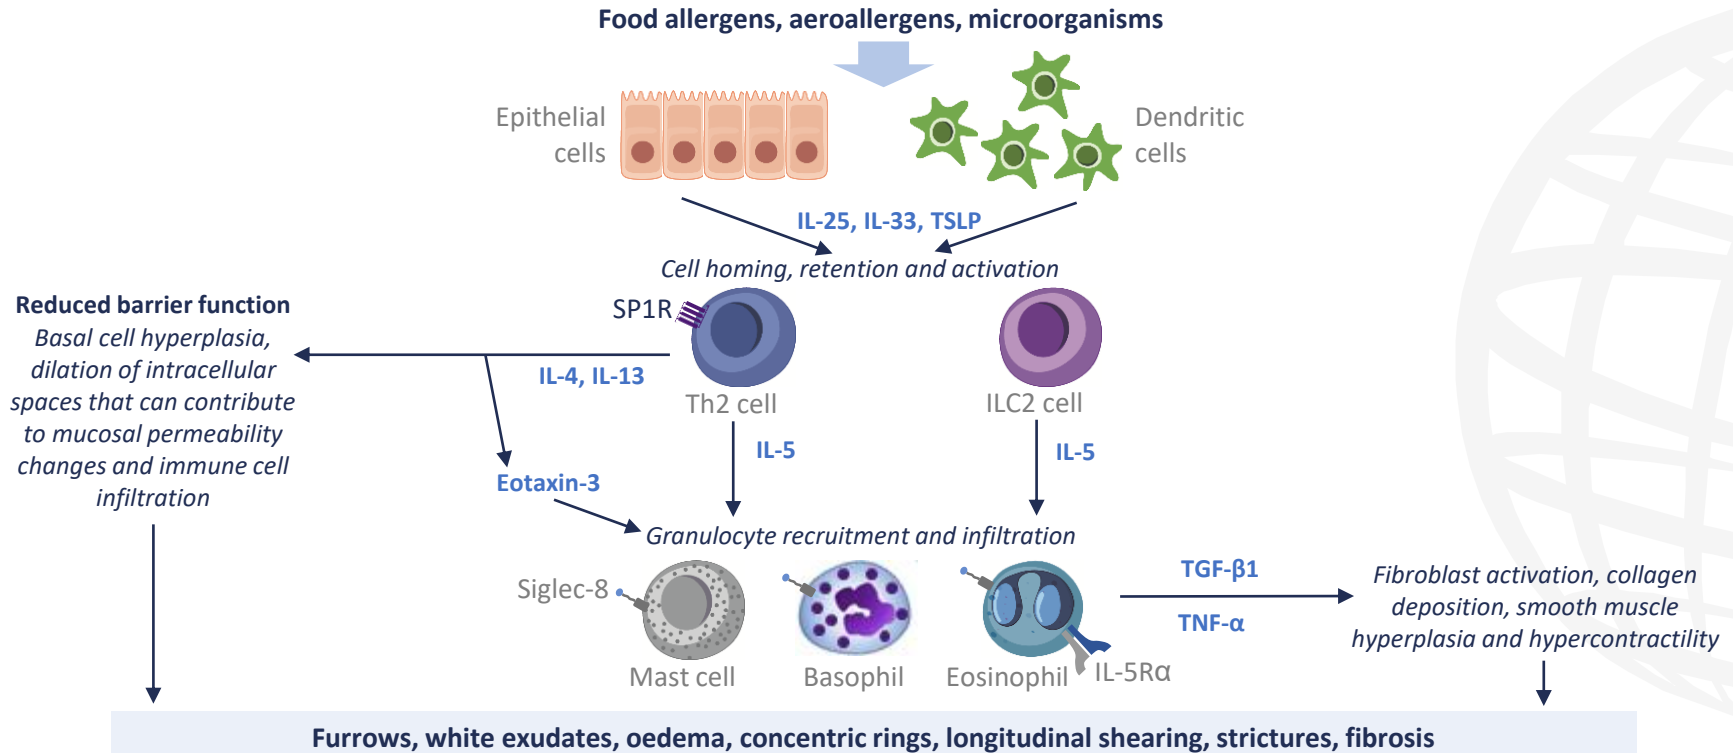 Food allergens, aeroallergens, microorganisms
Epithelial
cells
Dendritic
cells
IL-25, IL-33, TSLP
Cell homing, retention and activation
SP1R
Th2 cell
ILC2 cell
IL-4, IL-13
Reduced barrier function
Basal cell hyperplasia,
dilation of intracellular
spaces that can contribute
to mucosal permeability
changes and immune cell
infiltration
IL-5
IL-5
Eotaxin-3
Granulocyte recruitment and infiltration
Siglec-8
Mast cell
Basophil
Eosinophil
IL-5Rα
TGF-β1
TNF-α
Fibroblast activation, collagen
deposition, smooth muscle
hyperplasia and hypercontractility
Furrows, white exudates, oedema, concentric rings, longitudinal shearing, strictures, fibrosis